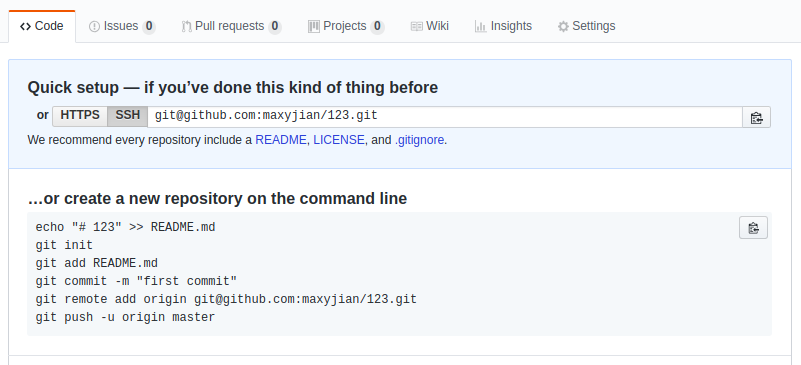 Code Issues 0 Pull requests 0 Projects 0 Wiki Insights Settings
Quick setup — if you’ve done this kind of thing before
or HTTPS SSH git@github.com:maxyjian/123.git
We recommend every repository include a README, LICENSE, and .gitignore.
…or create a new repository on the command line
echo "# 123" >> README.md
git init
git add README.md
git commit -m "first commit"
git remote add origin git@github.com:maxyjian/123.git
git push -u origin master